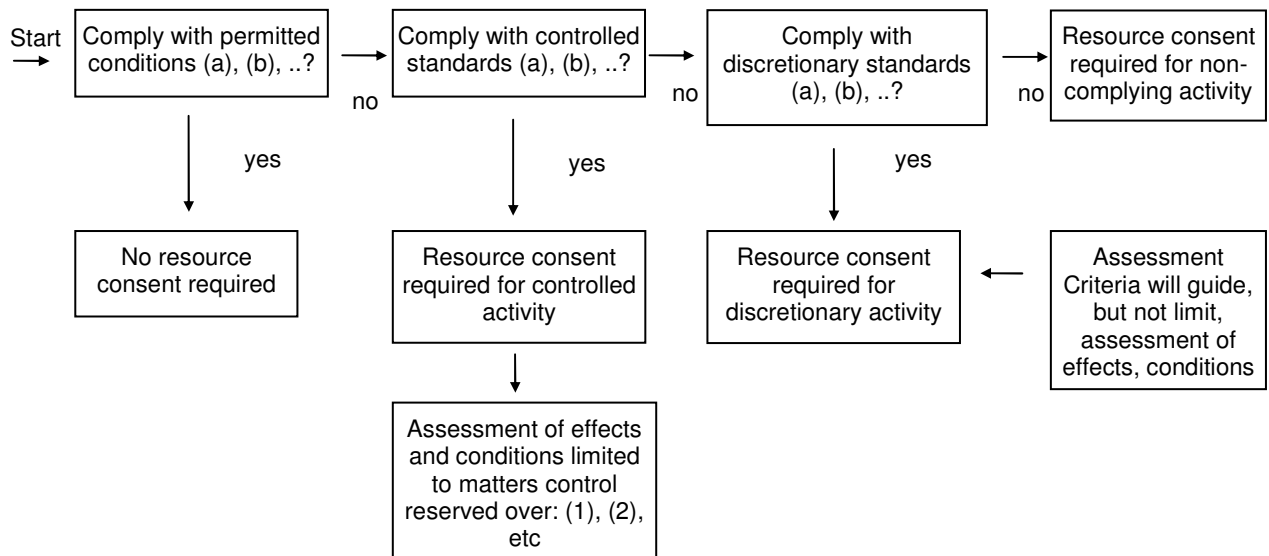 Start
Comply with permitted
conditions (a), (b), ..?
no
Comply with controlled
standards (a), (b), ..?
no
Comply with
discretionary standards
(a), (b), ..?
no
Resource consent
required for non-
complying activity
yes
yes
yes
No resource
consent required
Resource consent
required for controlled
activity
Resource consent
required for
discretionary activity
Assessment
Criteria will guide,
but not limit,
assessment of
effects, conditions
Assessment of effects
and conditions limited
to matters control
reserved over: (1), (2),
etc